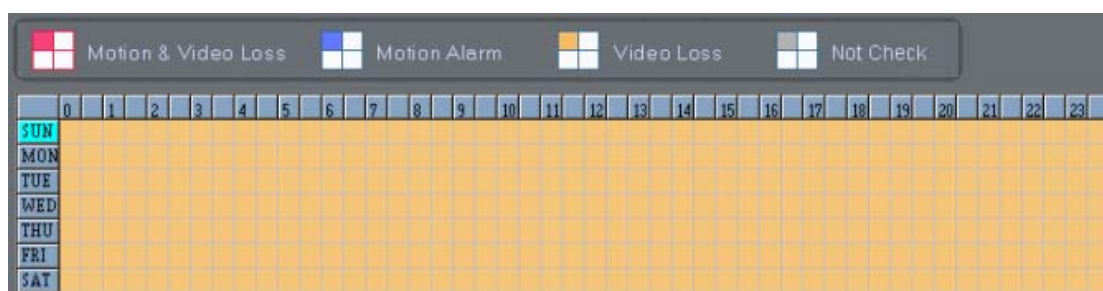 Motion & Video Loss Motion Alarm Video Loss Not Check
0 1 2 3 4 5 6 7 8 9 10 11 12 13 14 15 16 17 18 19 20 21 22 23
SUN
MON
TUE
WED
THU
FRI
SAT